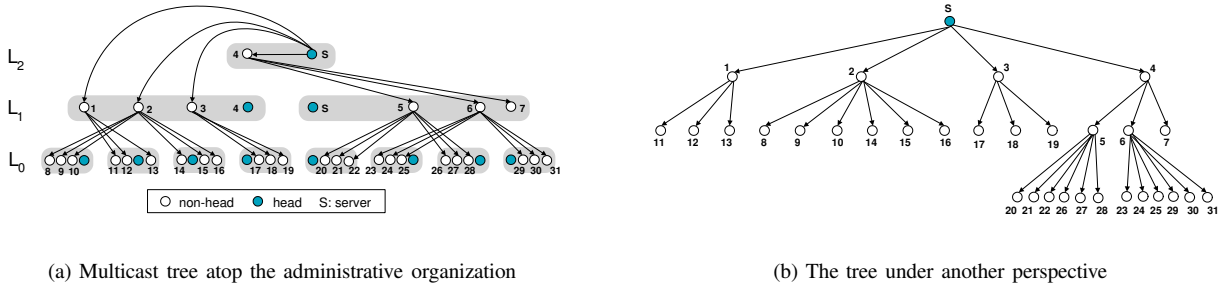 S
L2 4 S
1 2 3 4
L1 1 2 3 4 S 5 6 7
11 12 13 8 9 10 14 15 16 17 18 19 5 6 7
L0
8 9 10 11 12 13 14 15 16 17 18 19 20 21 22 23 24 25 26 27 28 29 30 31
20 21 22 26 27 28 23 24 25 29 30 31
non-head head S: server
(a) Multicast tree atop the administrative organization
(b) The tree under another perspective